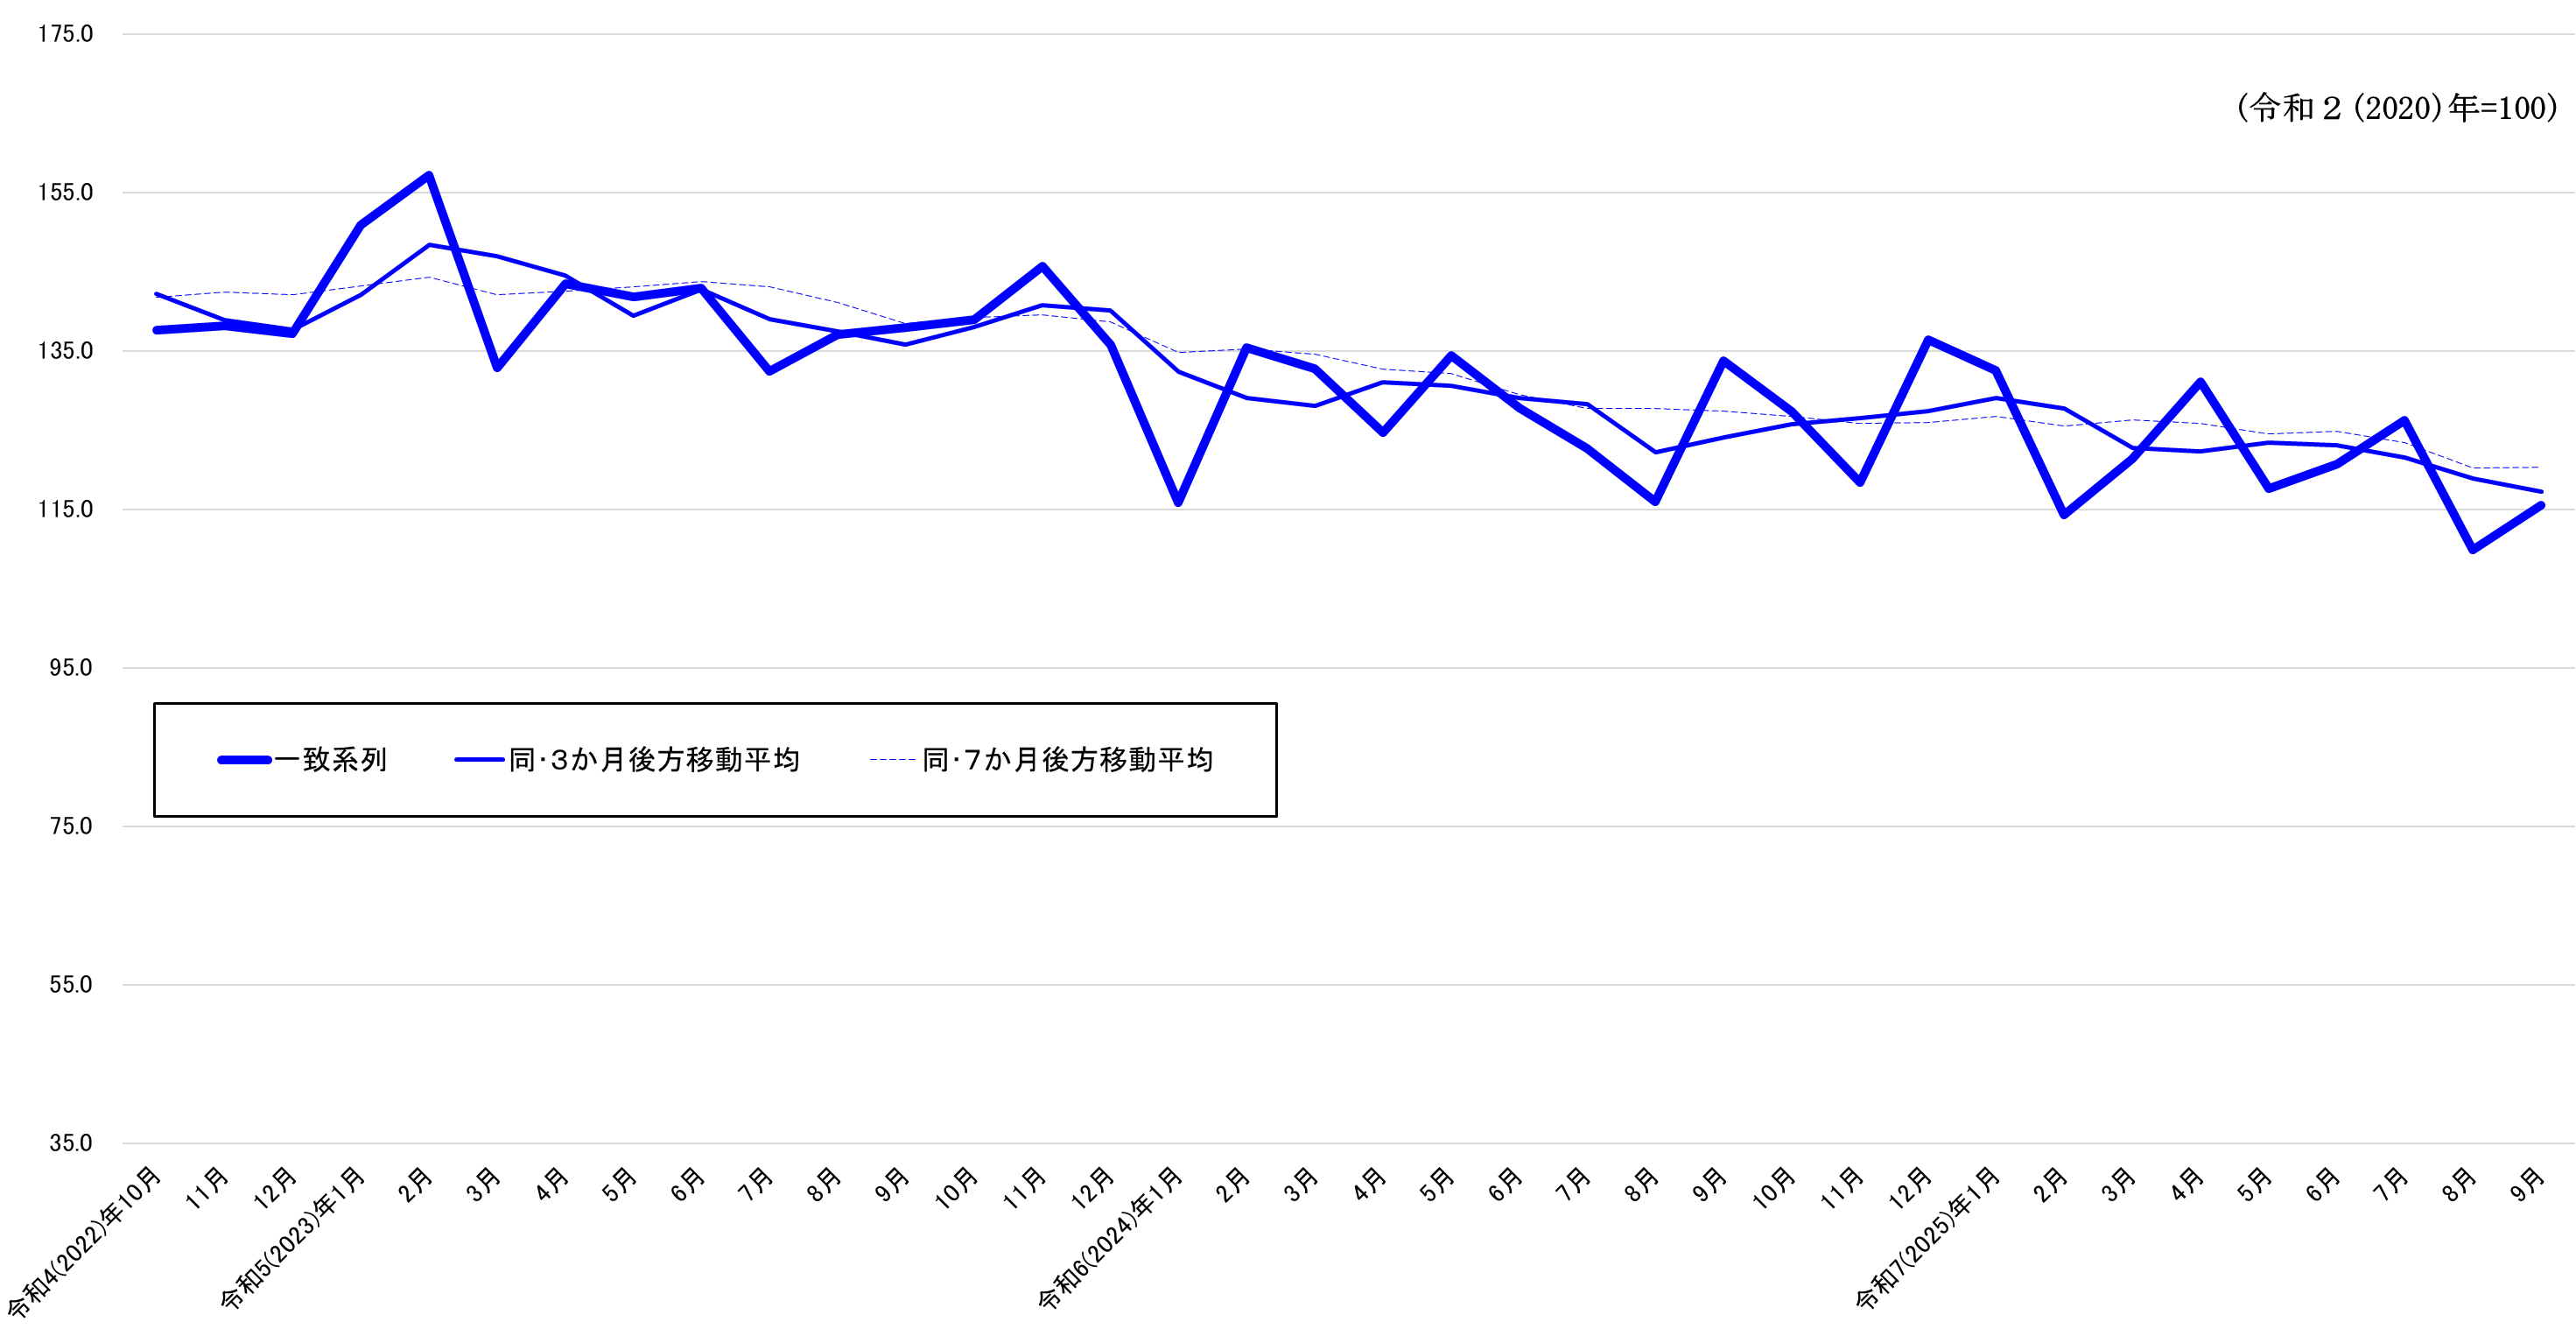 175.0
(令和２(2020)年=100)
155.0
135.0
115.0
95.0
一致系列 同･３か月後方移動平均 同･７か月後方移動平均
75.0
55.0
35.0
令和4(2022)年10月
11月
12月
令和5(2023)年1月
2月
3月
4月
5月
6月
7月
8月
9月
10月
11月
12月
令和6(2024)年1月
2月
3月
4月
5月
6月
7月
8月
9月
10月
11月
12月
令和7(2025)年1月
2月
3月
4月
5月
6月
7月
8月
9月